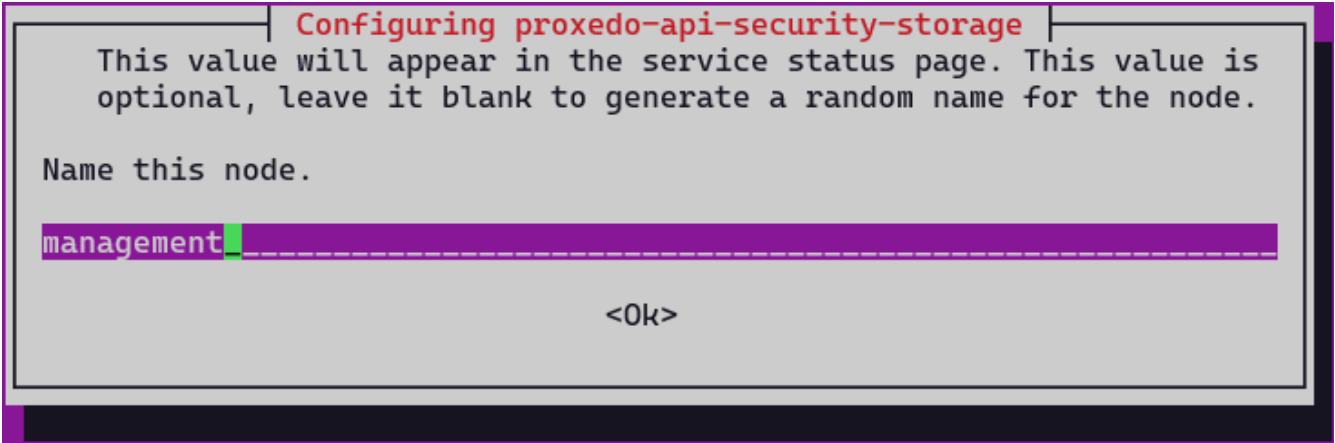 Configuring proxedo-api-security-storage
This value will appear in the service status page. This value is
optional, leave it blank to generate a random name for the node.
Name this node.
management_________________________________________________________
<Ok>